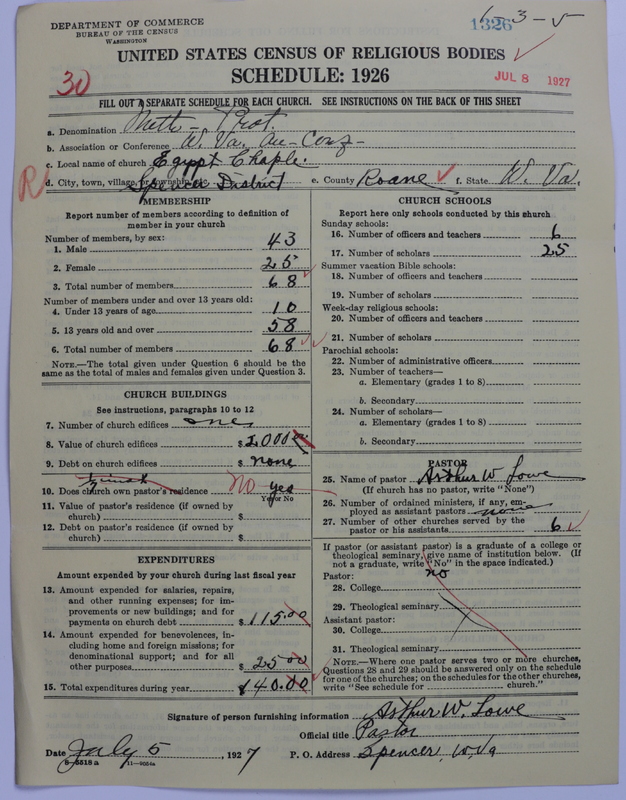 DEPARTMENT OF COMMERCE
BUREAU OF THE CENSUS
WASHINGTON
1326
UNITED STATES CENSUS OF RELIGIOUS BODIES
SCHEDULE: 1926
30
JUL 8 1927
FILL OUT A SEPARATE SCHEDULE FOR EACH CHURCH. SEE INSTRUCTIONS ON THE BACK OF THIS SHEET
a. Denomination Meth- Prot.
b. Association or Conference W. Va. An-Conf-
c. Local name of church Egypt Chaple.
d. City, town, village, or township, etc. Spencer District e. County Roane f. State W. Va.
R
MEMBERSHIP
Report number of members according to definition of
member in your church
Number of members, by sex:
1. Male 43
2. Female 25
3. Total number of members 68
Number of members under and over 13 years old:
4. Under 13 years of age 10
5. 13 years old and over 58
6. Total number of members 68
NOTE.—The total given under Question 6 should be the
same as the total of males and females given under Question 3.
CHURCH BUILDINGS
See instructions, paragraphs 10 to 12
7. Number of church edifices one
8. Value of church edifices $ 2000
9. Debt on church edifices $ none
10. Does church own pastor's residence No yes
Yes or No
11. Value of pastor's residence (if owned by
church) $
12. Debt on pastor's residence (if owned by
church) $
EXPENDITURES
Amount expended by your church during last fiscal year
13. Amount expended for salaries, repairs,
and other running expenses; for im-
provements or new buildings; and for
payments on church debt $ 115.00
14. Amount expended for benevolences, in-
cluding home and foreign missions; for
denominational support; and for all
other purposes $ 25.00
15. Total expenditures during year $ 140.00
CHURCH SCHOOLS
Report here only schools conducted by this church
Sunday schools:
16. Number of officers and teachers 6
17. Number of scholars 25
Summer vacation Bible schools:
18. Number of officers and teachers
19. Number of scholars
Week-day religious schools:
20. Number of officers and teachers
21. Number of scholars
Parochial schools:
22. Number of administrative officers
23. Number of teachers—
a. Elementary (grades 1 to 8)
b. Secondary
24. Number of scholars—
a. Elementary (grades 1 to 8)
b. Secondary
PASTOR
25. Name of pastor Arthur W Lowe
(If church has no pastor, write "None")
26. Number of ordained ministers, if any, em-
ployed as assistant pastors none
27. Number of other churches served by the
pastor or his assistants 6
If pastor (or assistant pastor) is a graduate of a college or
theological seminary, give name of institution below. (If
not a graduate, write "No" in the space indicated.)
Pastor: no
28. College
29. Theological seminary
Assistant pastor:
30. College
31. Theological seminary
NOTE.—Where one pastor serves two or more churches,
Questions 28 and 29 should be answered only on the schedule
for one of the churches; on the schedules for the other churches,
write "See schedule for church."
Signature of person furnishing information Arthur W. Lowe
Official title Pastor
Date July 5, 1927 P. O. Address Spencer, W, Va
8-5518a 11-9054a